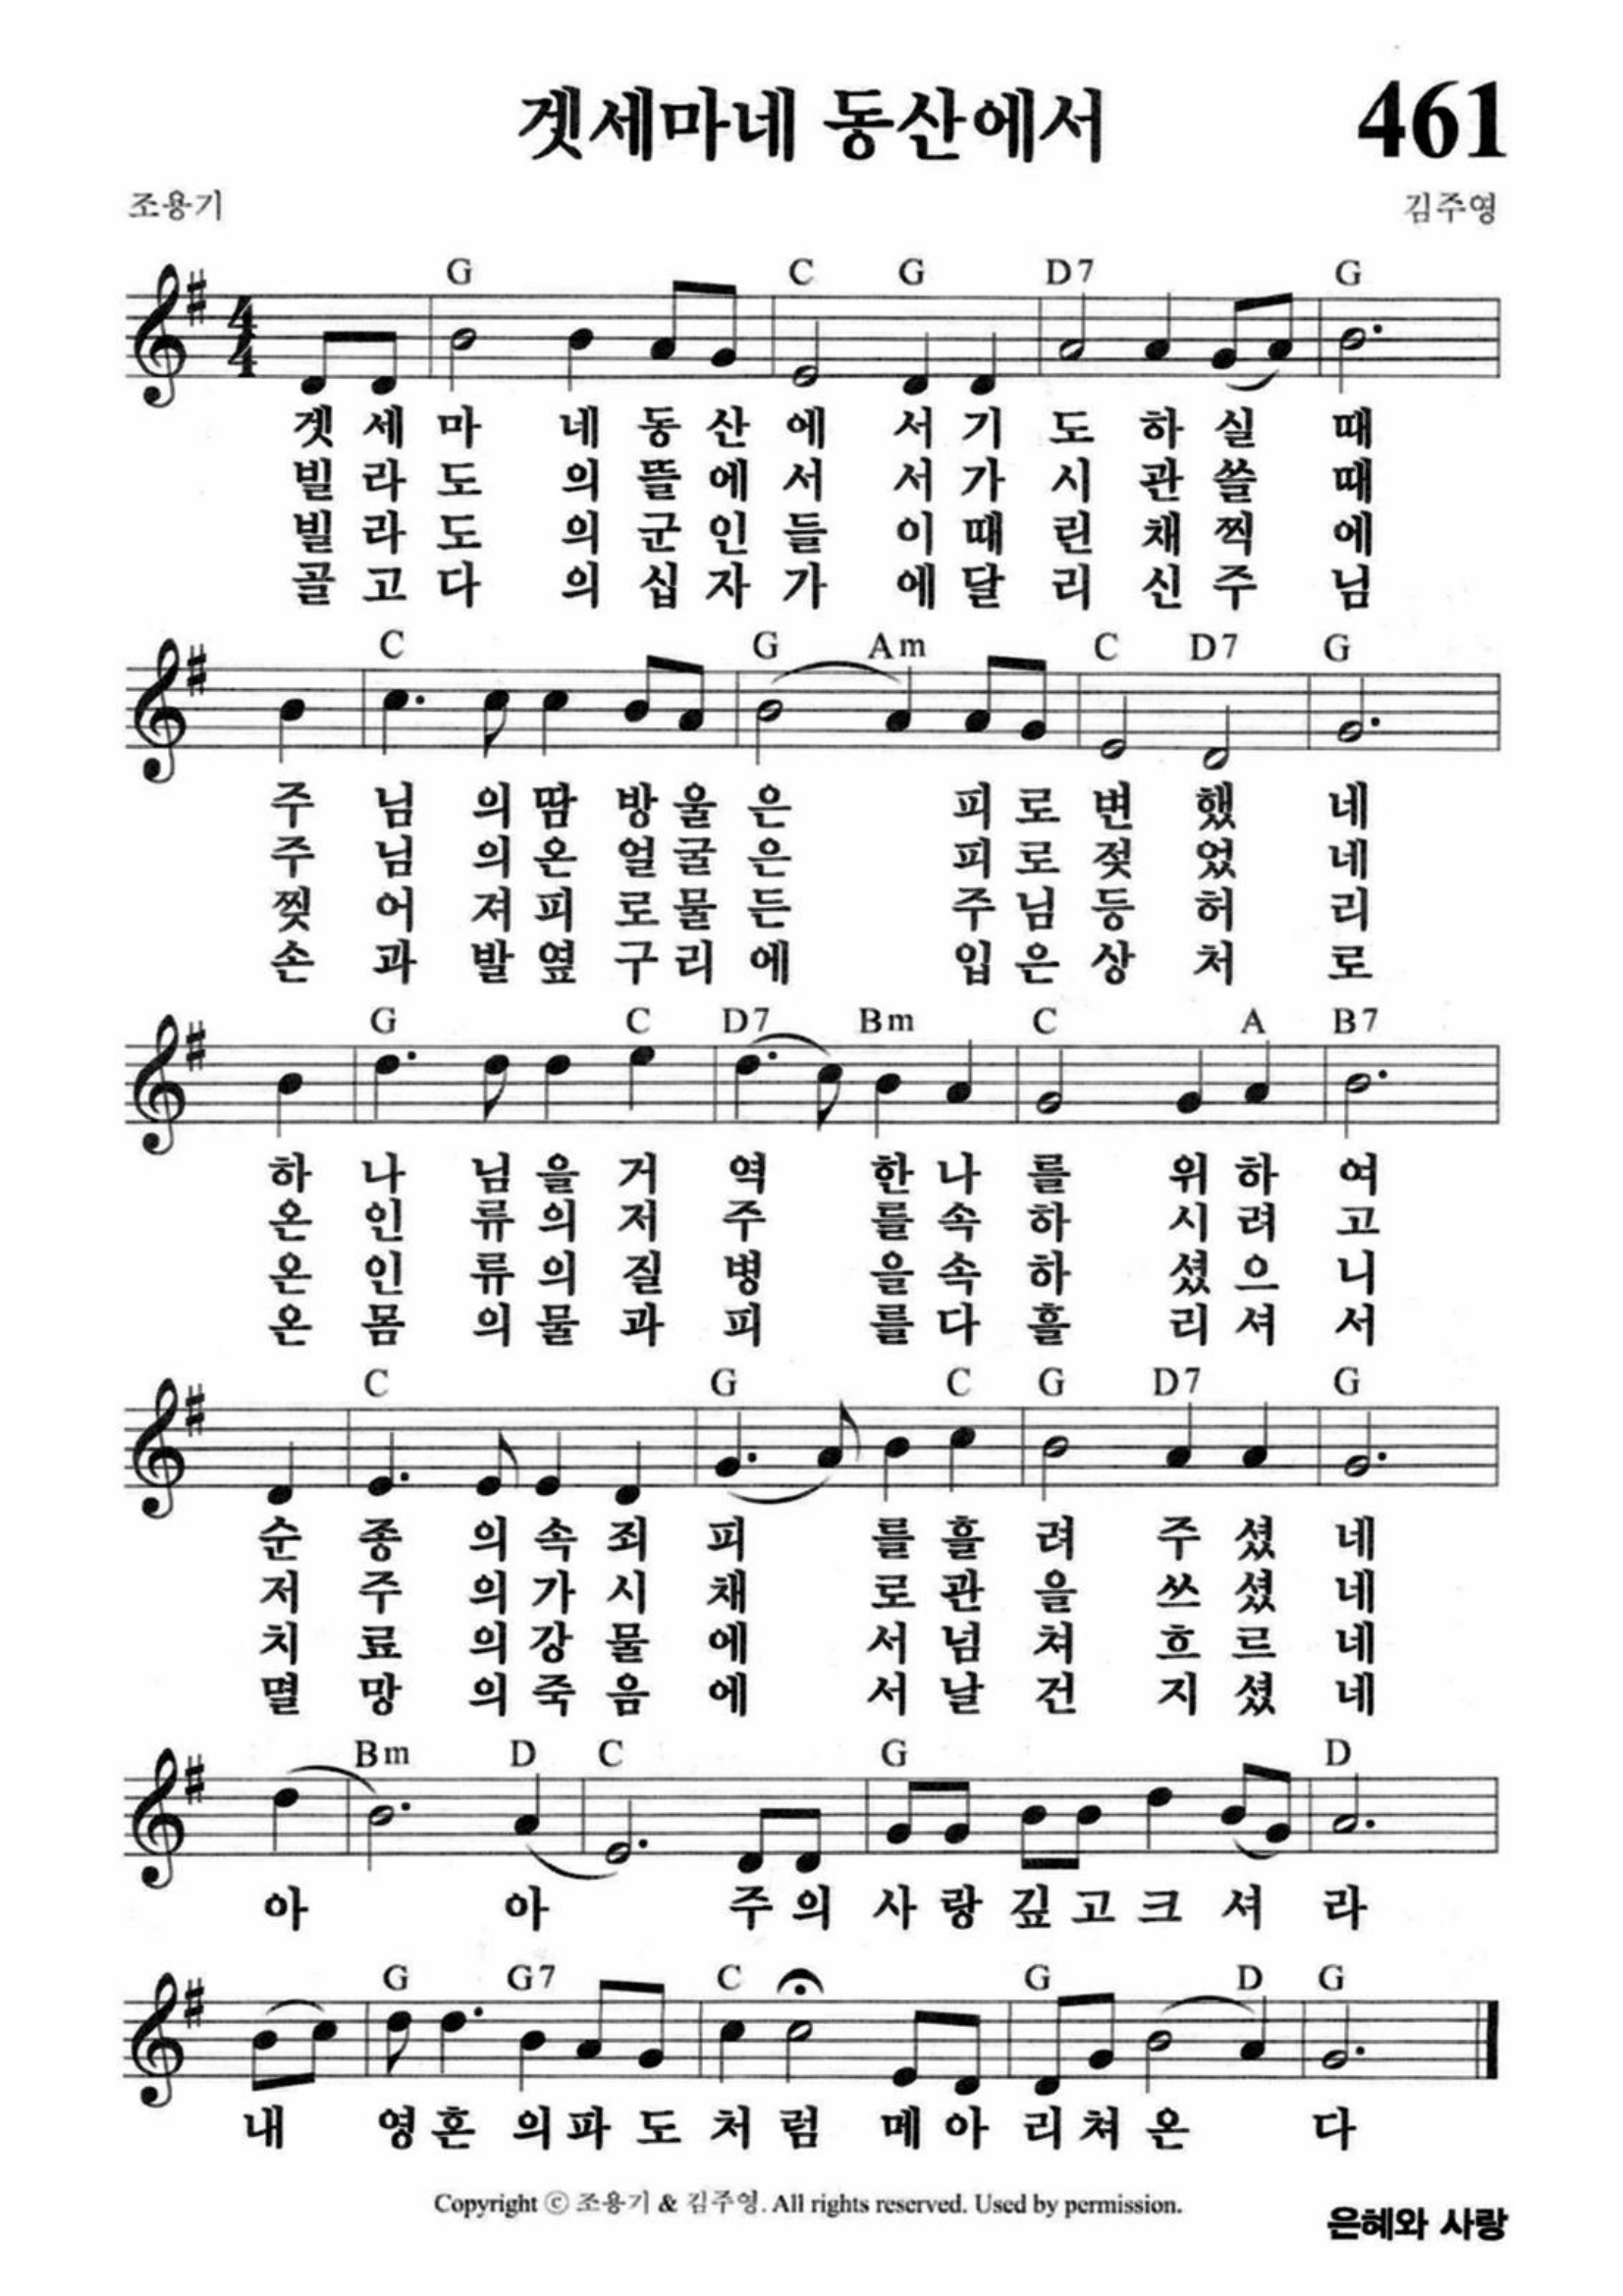 겟세마네 동산에서 461
조용기 김주영
G C G D7 G
4 4
겟 세 마 네 동 산 에 서 기 도 하 실 때
빌 라 도 의 뜰 에 서 서 가 시 관 쓸 때
빌 라 도 의 군 인 들 이 때 린 채 찍 에
골 고 다 의 십 자 가 에 달 리 신 주 님
C G Am C D7 G
주 님 의 땀 방 울 은 피 로 변 했 네
주 님 의 온 얼 굴 은 피 로 젖 었 네
찢 어 져 피 로 물 든 주 님 등 허 리
손 과 발 옆 구 리 에 입 은 상 처 로
G C D7 Bm C A B7
하 나 님 을 거 역 한 나 를 위 하 여
온 인 류 의 저 주 를 속 하 시 려 고
온 인 류 의 질 병 을 속 하 셨 으 니
온 몸 의 물 과 피 를 다 흘 리 셔 서
C G C G D7 G
순 종 의 속 죄 피 를 흘 려 주 셨 네
저 주 의 가 시 채 로 관 을 쓰 셨 네
치 료 의 강 물 에 서 넘 쳐 흐 르 네
멸 망 의 죽 음 에 서 날 건 지 셨 네
Bm D C G D
아 아 주 의 사 랑 깊 고 크 셔 라
G G7 C G D G
내 영 혼 의 파 도 처 럼 메 아 리 쳐 온 다
Copyright ⓒ 조용기 & 김주영. All rights reserved. Used by permission.
은혜와 사랑